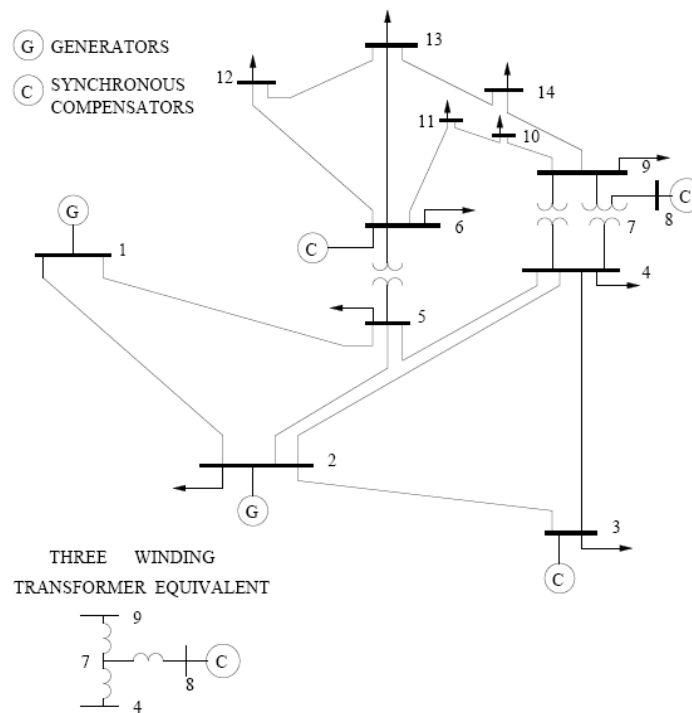 G GENERATORS
C SYNCHRONOUS
COMPENSATORS
13
12
14
11
10
9
C
8
7
G
1
C
6
4
5
2
G
3
C
THREE WINDING
TRANSFORMER EQUIVALENT
9
7
C
8
4